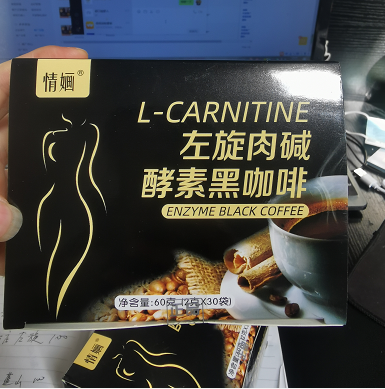 情婳®
L-CARNITINE
左旋肉碱
酵素黑咖啡
ENZYME BLACK COFFEE
净含量:60克 (2克X30袋)
情婳